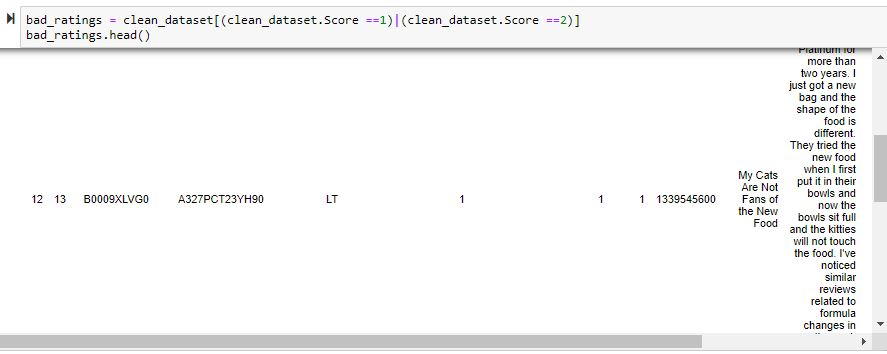 bad_ratings = clean_dataset[(clean_dataset.Score ==1)|(clean_dataset.Score ==2)]
bad_ratings.head()
Platinum for
more than
two years. I
just got a new
bag and the
shape of the
food is
different.
They tried the
new food
when I first
put it in their
bowls and
now the
bowls sit full
and the kitties
will not touch
the food. I've
noticed
similar
reviews
related to
formula
changes in
12 13 B0009XLVG0 A327PCT23YH90 LT 1 1 1 1339545600
My Cats
Are Not
Fans of
the New
Food